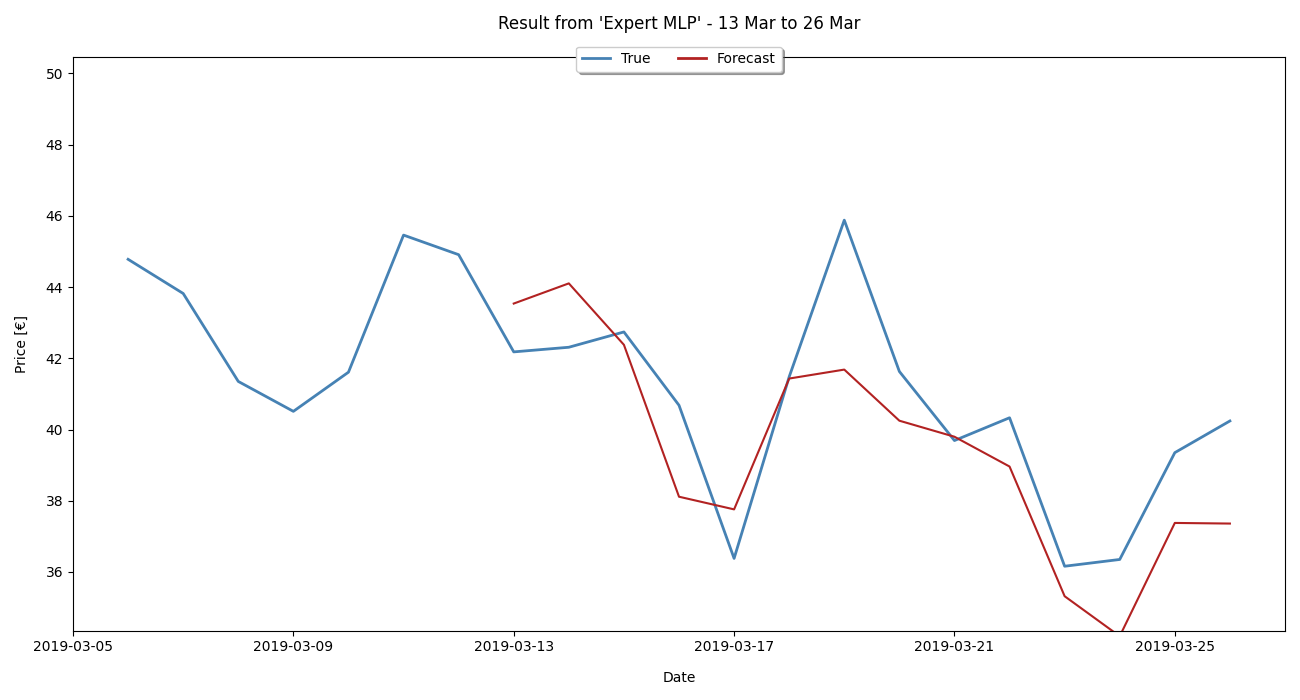 Result from 'Expert MLP' - 13 Mar to 26 Mar
True Forecast
50
48
46
44
42
40
38
36
Price [€]
2019-03-05 2019-03-09 2019-03-13 2019-03-17 2019-03-21 2019-03-25
Date